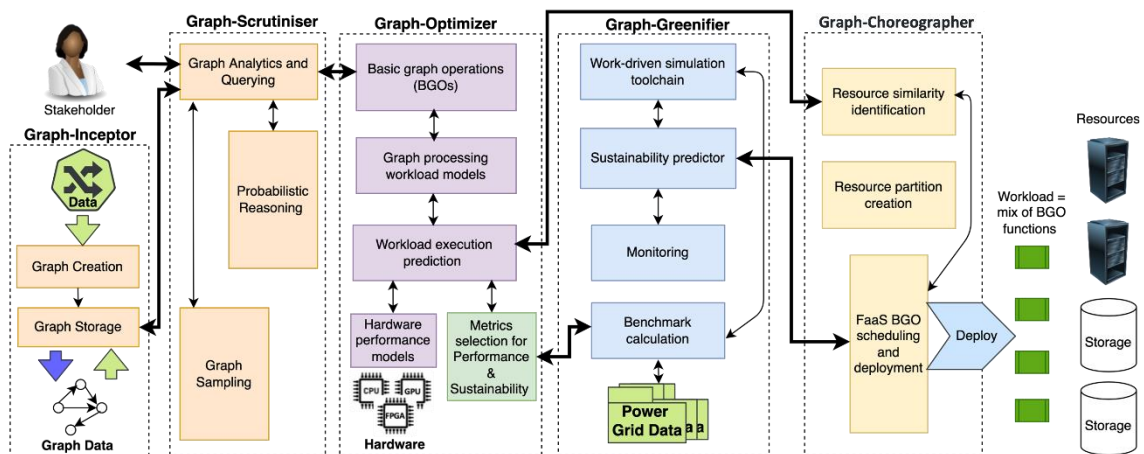 Graph-Scrutiniser
Graph-Optimizer
Graph-Greenifier
Graph-Choreographer
Stakeholder
Graph-Inceptor
Data
Graph Creation
Graph Storage
Graph Data
Graph Analytics and
Querying
Probabilistic
Reasoning
Graph
Sampling
Basic graph operations
(BGOs)
Graph processing
workload models
Workload execution
prediction
Hardware
performance
models
Metrics
selection for
Performance
&
Sustainability
CPU
GPU
FPGA
Hardware
Work-driven simulation
toolchain
Sustainability predictor
Monitoring
Benchmark
calculation
Power
Grid Data
a
a
Resource similarity
identification
Resource partition
creation
FaaS BGO
scheduling
and
deployment
Deploy
Workload =
mix of BGO
functions
Resources
Storage
Storage